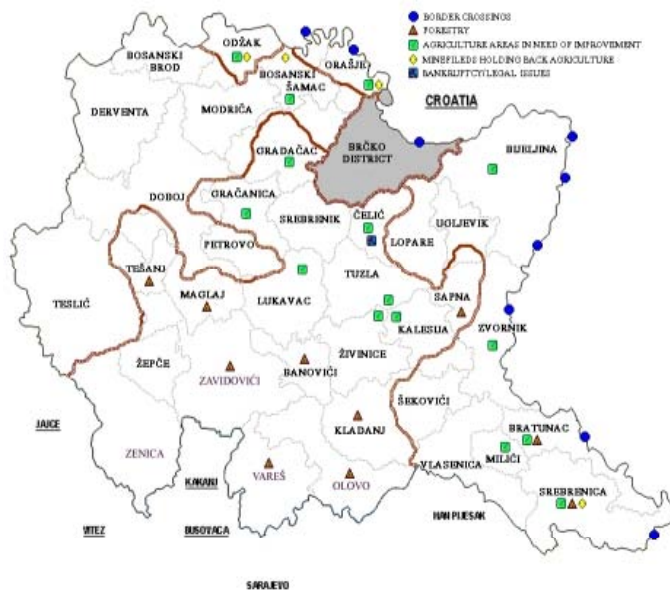 BORDER CROSSINGS
FORESTRY
AGRICULTURE AREAS IN NEED OF IMPROVEMENT
MINEFILEDS HOLDING BACK AGRICULTURE
BANKRUFTCY/LEGAL ISSUES
ODŽAK
BOSANSKI
BROD
BOSANSKI
ŠAMAC
ORAŠJE
CROATIA
DERVENTA
MODRIČA
GRADAČAC
BRČKO
DISTRICT
BIJELJINA
DOBOJ
GRAČANICA
SREBRENIK
ČELIĆ
UGLJEVIK
LOPARE
PETROVO
TEŠANJ
TUZLA
TESLIĆ
MAGLAJ
LUKAVAC
SAPNA
KALESIJA
ZVORNIK
ŽEPČE
ŽIVINICE
BANOVIĆI
ZAVIDOVIĆI
ŠEKOVIĆI
KLADANJ
JAJCE
BRATUNAC
MILIĆI
ZENICA
VLASENICA
VAREŠ
OLOVO
KAKANJ
SREBRENICA
HAN PIJESAK
VITEZ
BUSOVACA
SARAJEVO